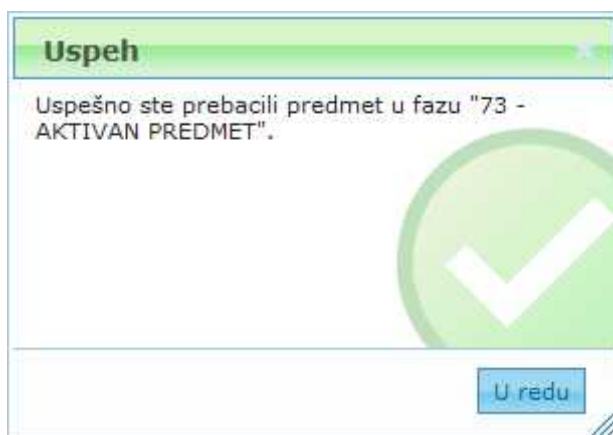 Uspeh
Uspešno ste prebacili predmet u fazu "73 -
AKTIVAN PREDMET".
U redu